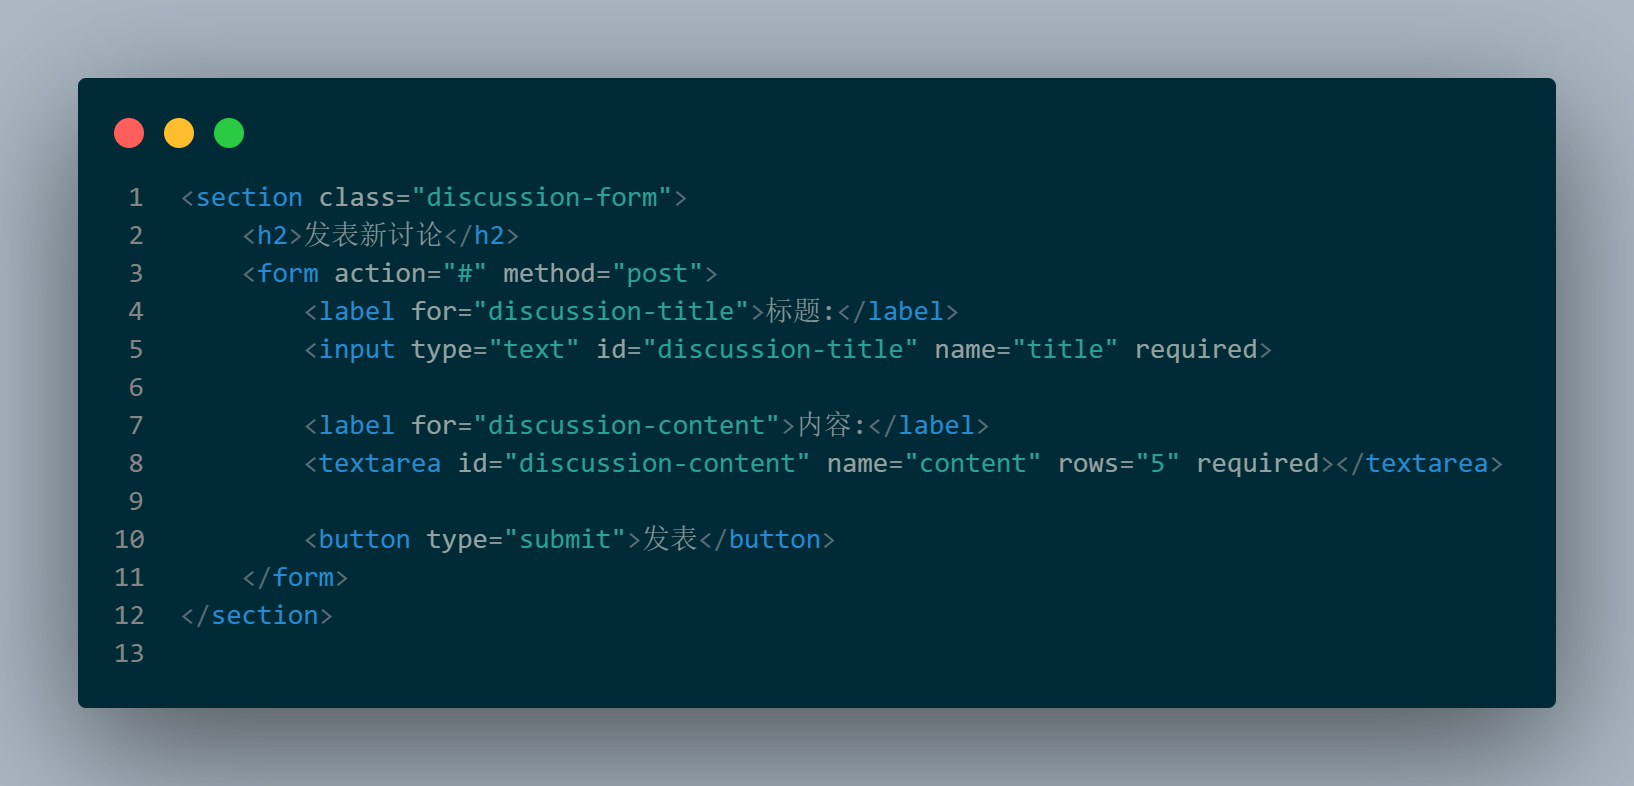 1 <section class="discussion-form">
2     <h2>发表新讨论</h2>
3     <form action="#" method="post">
4         <label for="discussion-title">标题:</label>
5         <input type="text" id="discussion-title" name="title" required>
6
7         <label for="discussion-content">内容:</label>
8         <textarea id="discussion-content" name="content" rows="5" required></textarea>
9
10         <button type="submit">发表</button>
11     </form>
12 </section>
13